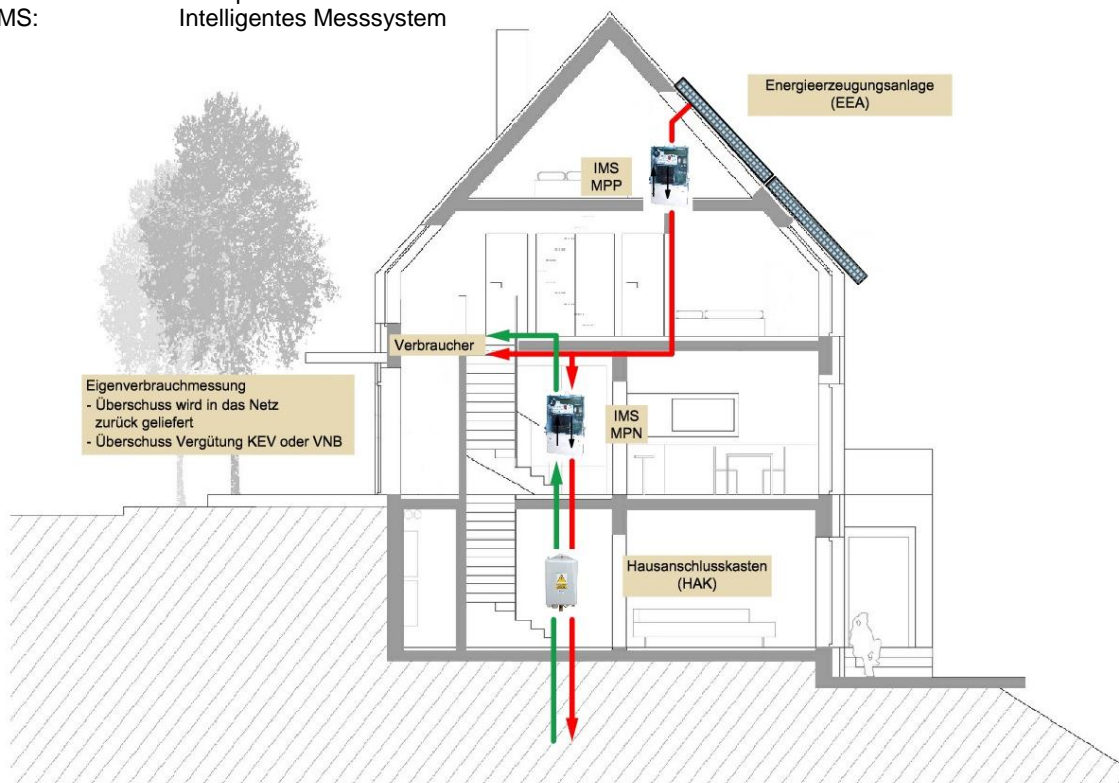 MS: Intelligentes Messsystem
Energieerzeugungsanlage
(EEA)
IMS
MPP
Verbraucher
Eigenverbrauchmessung
- Überschuss wird in das Netz
zurück geliefert
- Überschuss Vergütung KEV oder VNB
IMS
MPN
Hausanschlusskasten
(HAK)